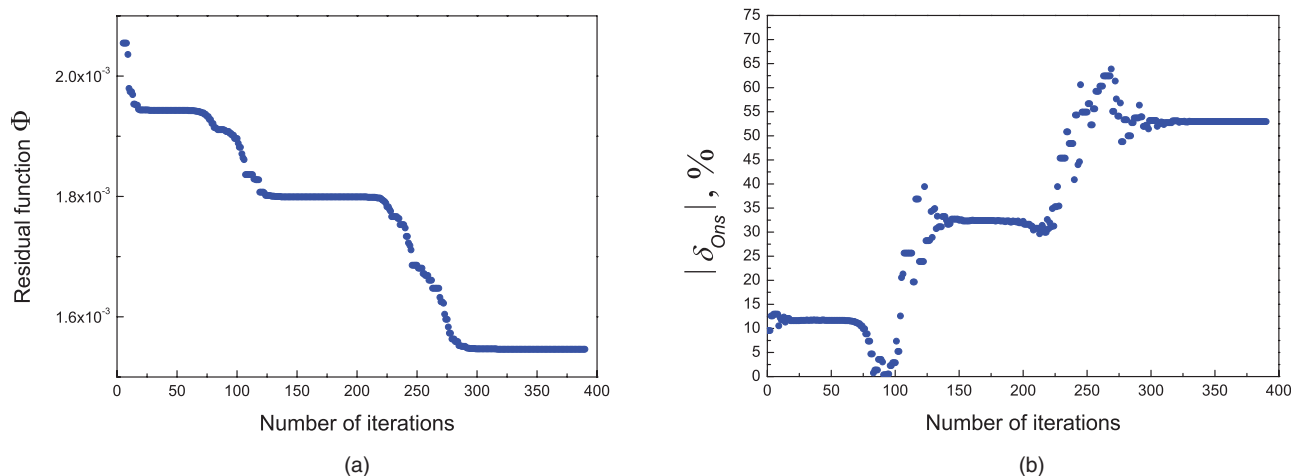 Residual function Φ
2.0x10⁻³
1.8x10⁻³
1.6x10⁻³
0 50 100 150 200 250 300 350 400
Number of iterations
(a)
|δ_Ons|, %
75
70
65
60
55
50
45
40
35
30
25
20
15
10
5
0
0 50 100 150 200 250 300 350 400
Number of iterations
(b)